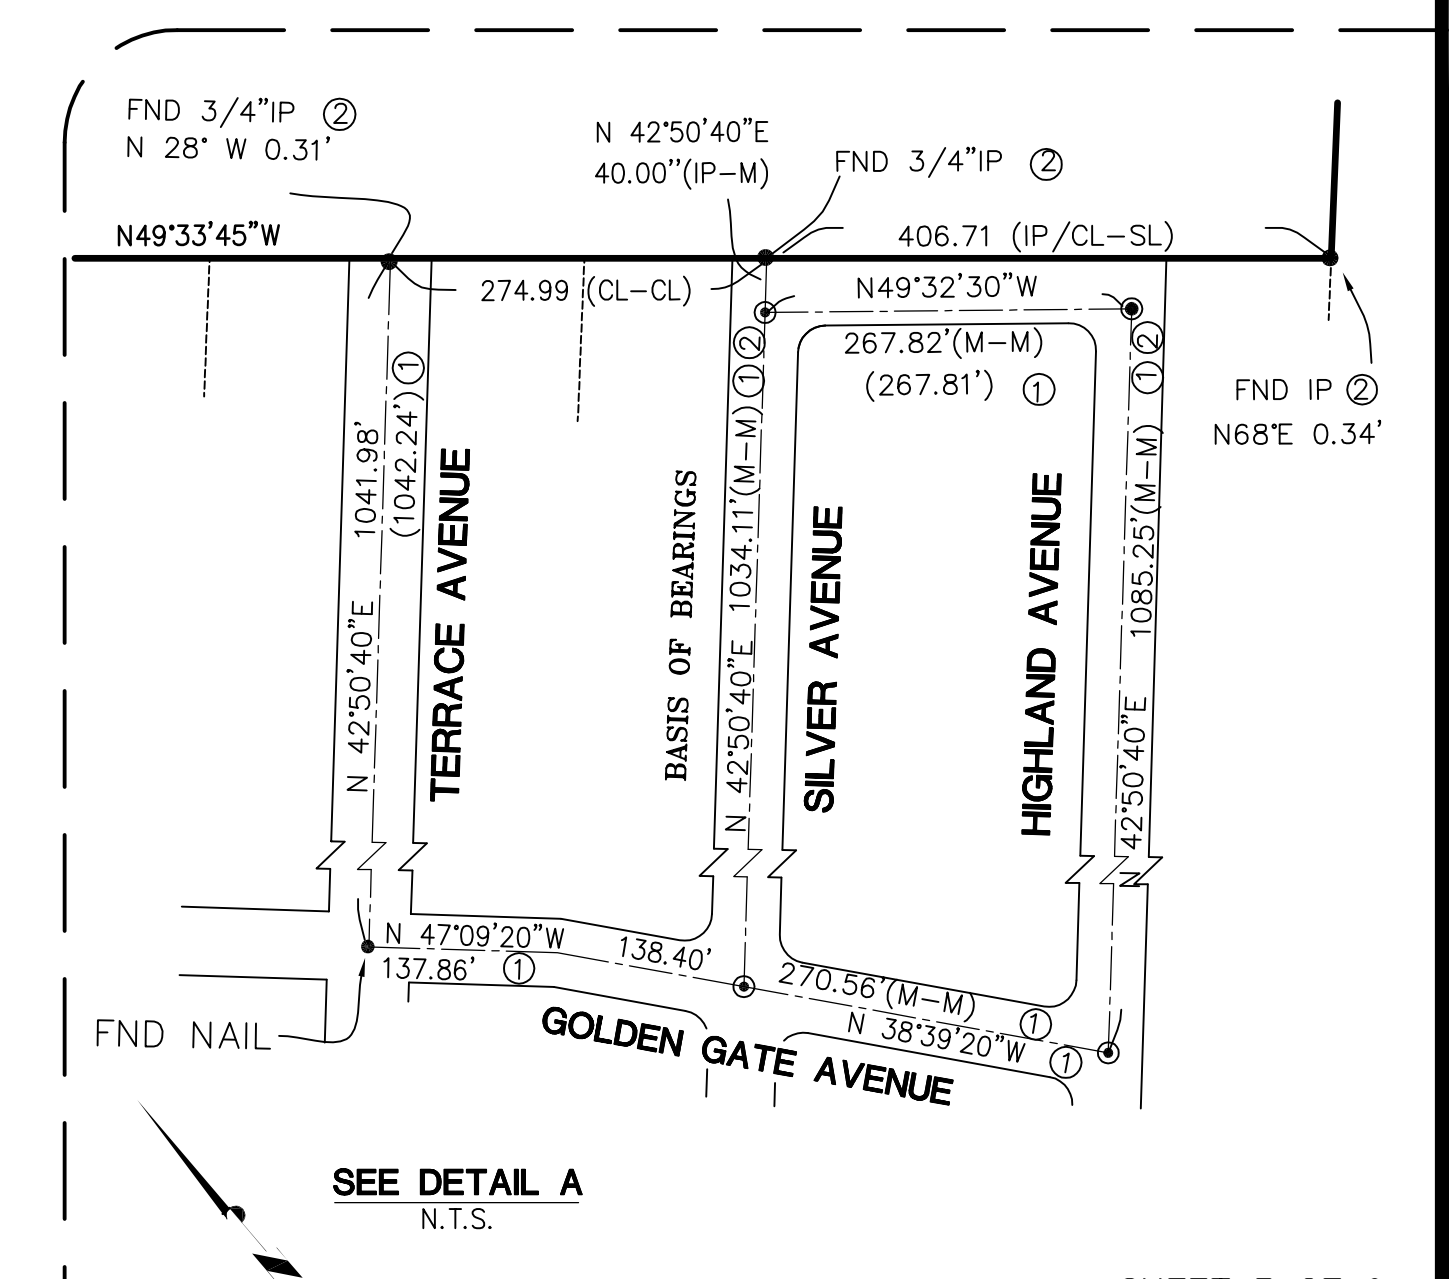 FND 3/4"IP ②
N 28° W 0.31'
N 42°50'40"E
40.00''(IP-M)
FND 3/4"IP ②
N49°33'45"W
406.71 (IP/CL-SL)
274.99 (CL-CL)
N49°32'30"W
267.82'(M-M)
(267.81') ①
FND IP ②
N68°E 0.34'
N 42°50'40"E 1041.98'
(1042.24') ①
TERRACE AVENUE
BASIS OF BEARINGS
N 42°50'40"E 1034.11'(M-M) ① ②
SILVER AVENUE
HIGHLAND AVENUE
N 42°50'40"E 1085.25'(M-M) ① ②
N 47°09'20"W
137.86' ①
138.40'
270.56'(M-M) ①
N 38°39'20"W ①
FND NAIL
GOLDEN GATE AVENUE
SEE DETAIL A
N.T.S.